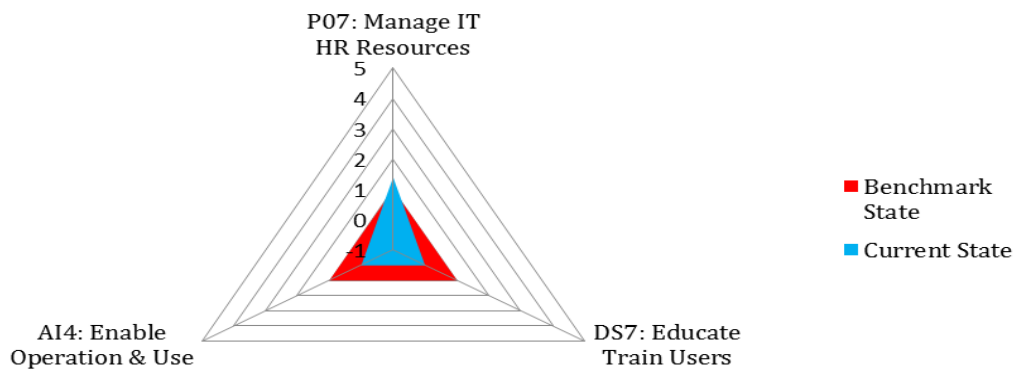 P07: Manage IT
HR Resources
5
4
3
2
1
0
-1
Benchmark
State
Current State
AI4: Enable
Operation & Use
DS7: Educate
Train Users